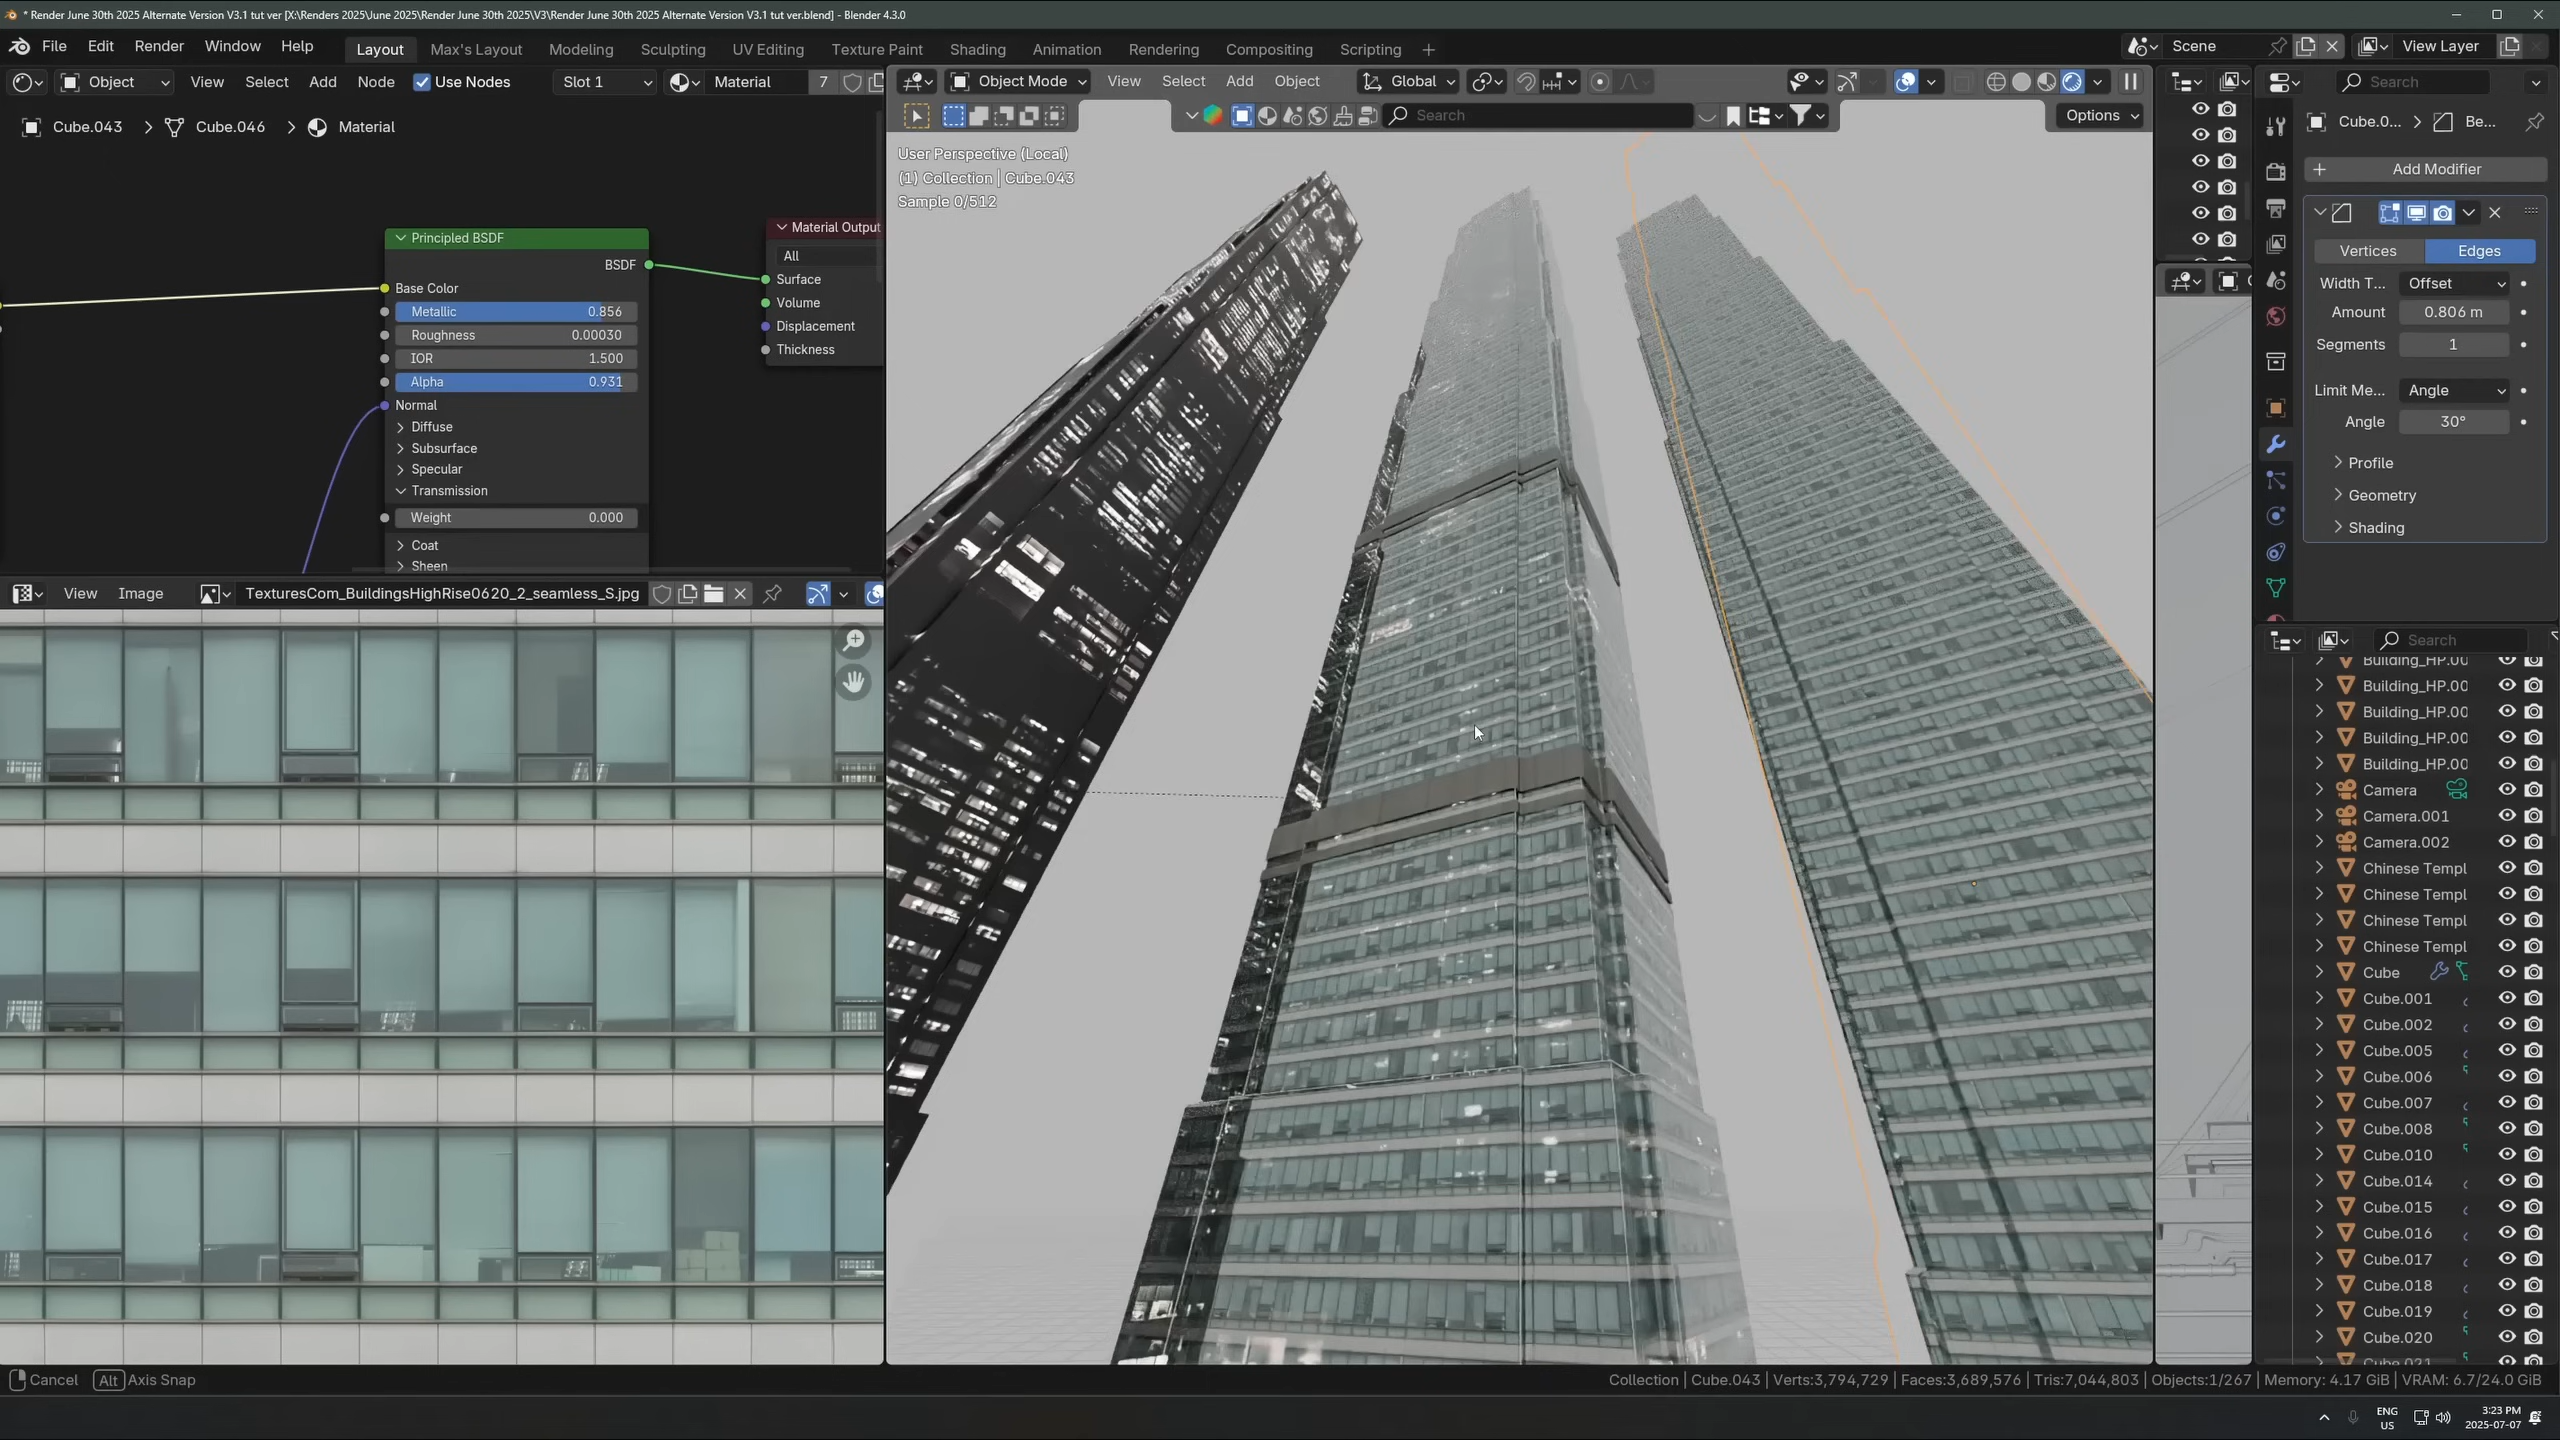 * Render June 30th 2025 Alternate Version V3.1 tut ver [X:\Renders 2025\June 2025\Render June 30th 2025\V3\Render June 30th 2025 Alternate Version V3.1 tut ver.blend] - Blender 4.3.0
File Edit Render Window Help Layout Max's Layout Modeling Sculpting UV Editing Texture Paint Shading Animation Rendering Compositing Scripting + Scene View Layer
Object View Select Add Node Use Nodes Slot 1 Material 7
Object Mode View Select Add Object Global
Search
Search
Options
Cube.043 > Cube.046 > Material
User Perspective (Local)
(1) Collection | Cube.043
Sample 0/512
Principled BSDF
BSDF
Base Color
Metallic 0.856
Roughness 0.00030
IOR 1.500
Alpha 0.931
Normal
Diffuse
Subsurface
Specular
Transmission
Weight 0.000
Coat
Sheen
Material Output
All
Surface
Volume
Displacement
Thickness
View Image TexturesCom_BuildingsHighRise0620_2_seamless_S.jpg
Cube.0... > Be...
Add Modifier
Vertices Edges
Width T... Offset
Amount 0.806 m
Segments 1
Limit Me... Angle
Angle 30°
Profile
Geometry
Shading
Search
Building_HP.00
Building_HP.00
Building_HP.00
Building_HP.00
Building_HP.00
Camera
Camera.001
Camera.002
Chinese Templ
Chinese Templ
Chinese Templ
Chinese Templ
Cube
Cube.001
Cube.002
Cube.005
Cube.006
Cube.007
Cube.008
Cube.010
Cube.014
Cube.015
Cube.016
Cube.017
Cube.018
Cube.019
Cube.020
Cube.021
Cancel Alt Axis Snap
Collection | Cube.043 | Verts:3,794,729 | Faces:3,689,576 | Tris:7,044,803 | Objects:1/267 | Memory: 4.17 GiB | VRAM: 6.7/24.0 GiB
ENG
US
3:23 PM
2025-07-07